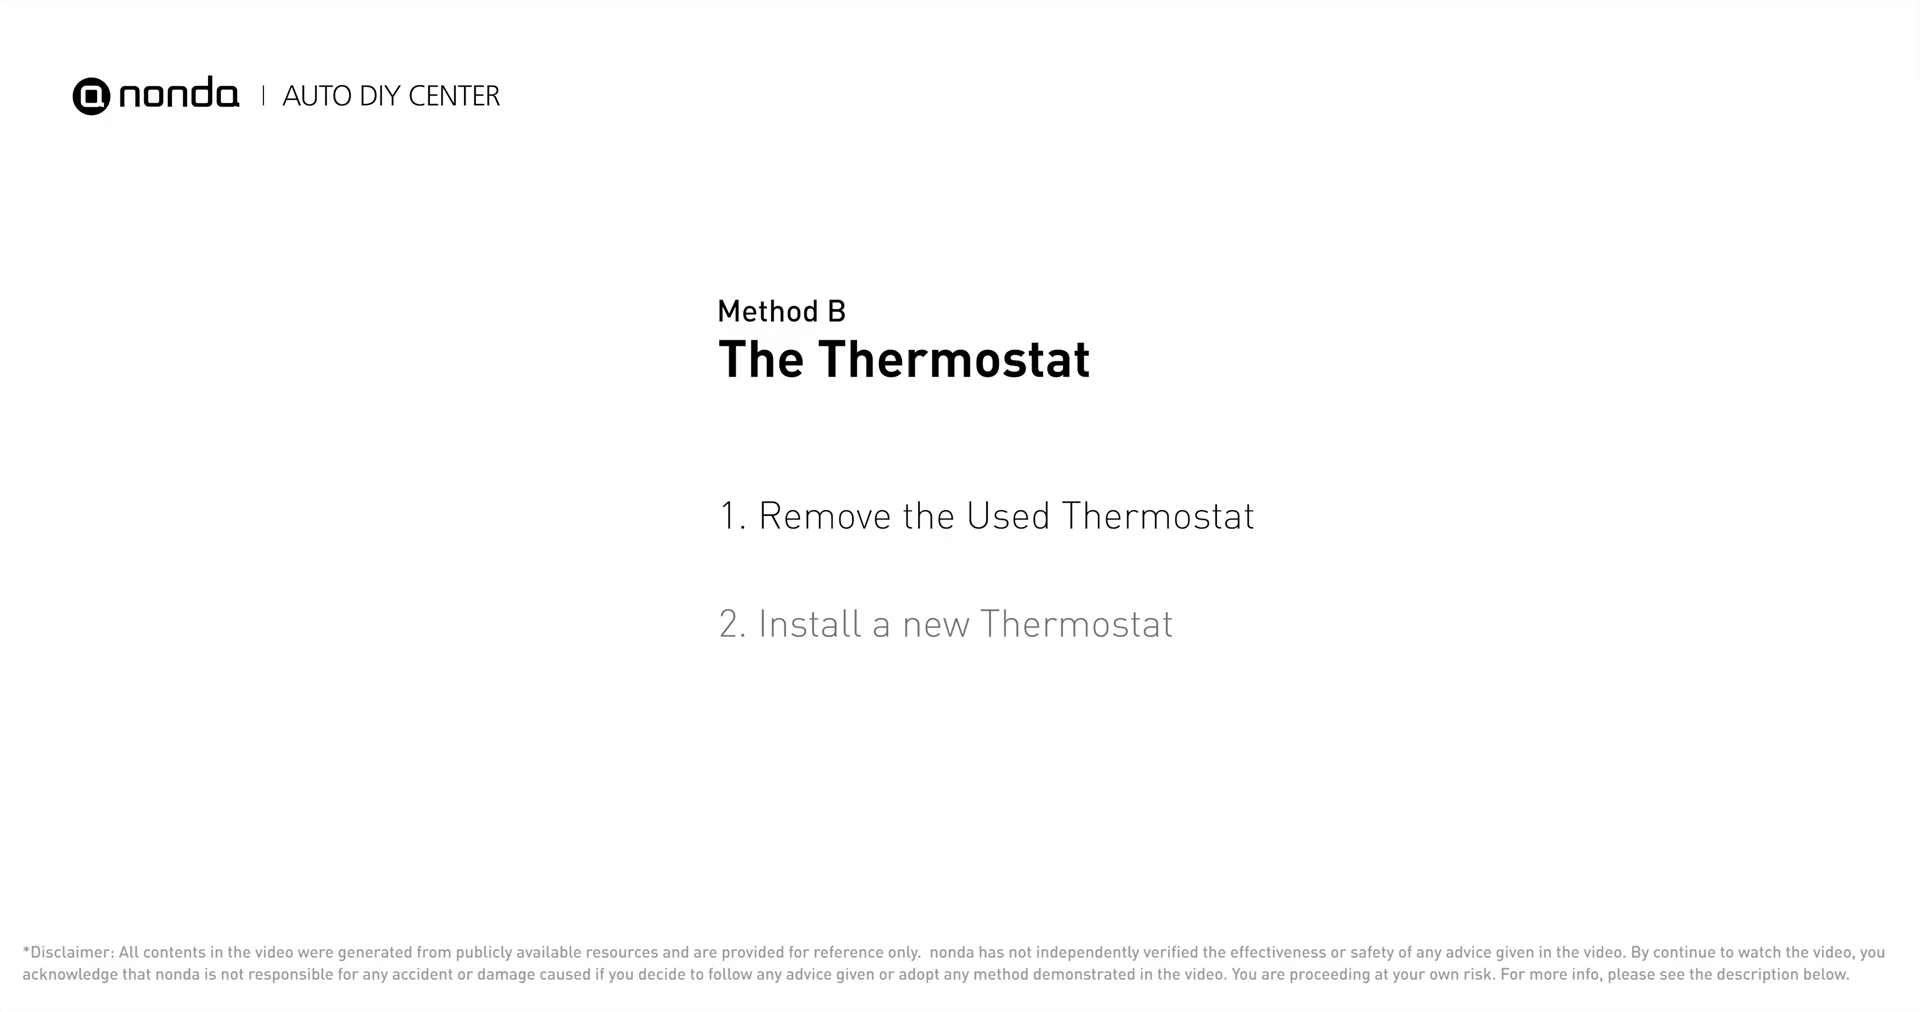 nonda | AUTO DIY CENTER
Method B
The Thermostat
1. Remove the Used Thermostat
2. Install a new Thermostat
*Disclaimer: All contents in the video were generated from publicly available resources and are provided for reference only.  nonda has not independently verified the effectiveness or safety of any advice given in the video. By continue to watch the video, you
acknowledge that nonda is not responsible for any accident or damage caused if you decide to follow any advice given or adopt any method demonstrated in the video. You are proceeding at your own risk. For more info, please see the description below.